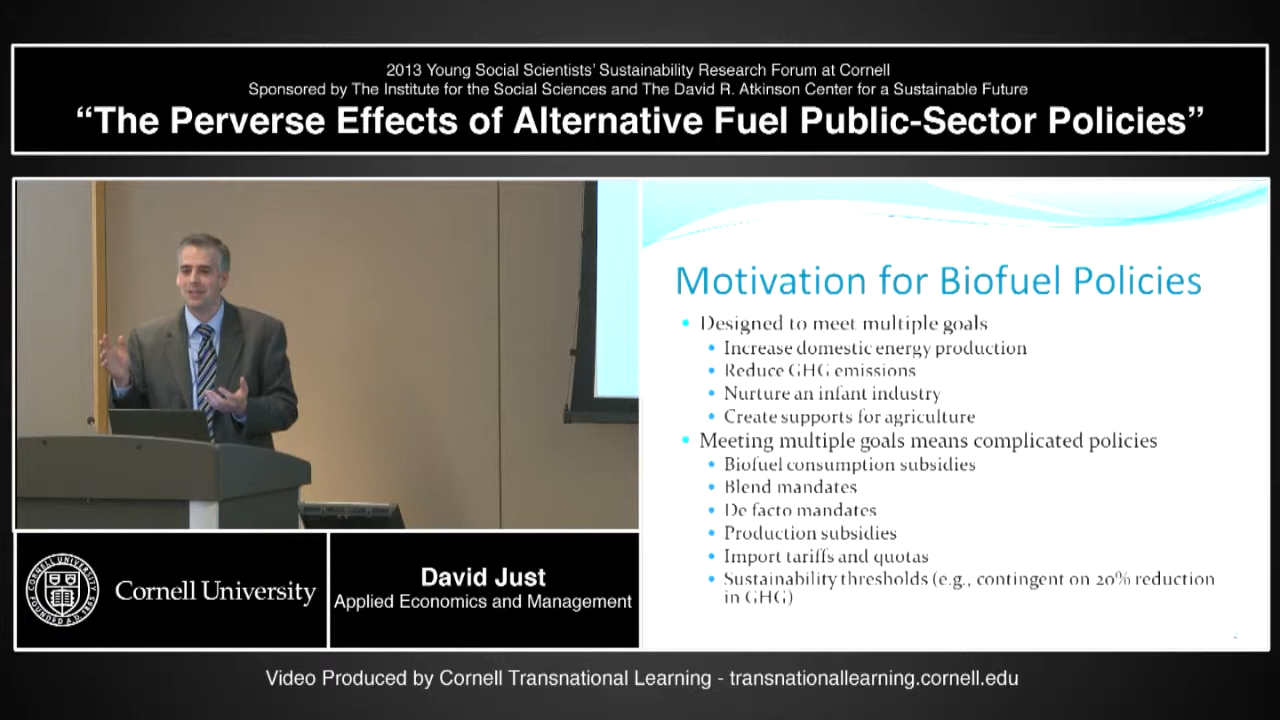 2013 Young Social Scientists' Sustainability Research Forum at Cornell
Sponsored by The Institute for the Social Sciences and The David R. Atkinson Center for a Sustainable Future
“The Perverse Effects of Alternative Fuel Public-Sector Policies”
Motivation for Biofuel Policies
• Designed to meet multiple goals
• Increase domestic energy production
• Reduce GHG emissions
• Nurture an infant industry
• Create supports for agriculture
• Meeting multiple goals means complicated policies
• Biofuel consumption subsidies
• Blend mandates
• De facto mandates
• Production subsidies
• Import tariffs and quotas
• Sustainability thresholds (e.g., contingent on 20% reduction
in GHG)
Cornell University
David Just
Applied Economics and Management
Video Produced by Cornell Transnational Learning - transnationallearning.cornell.edu